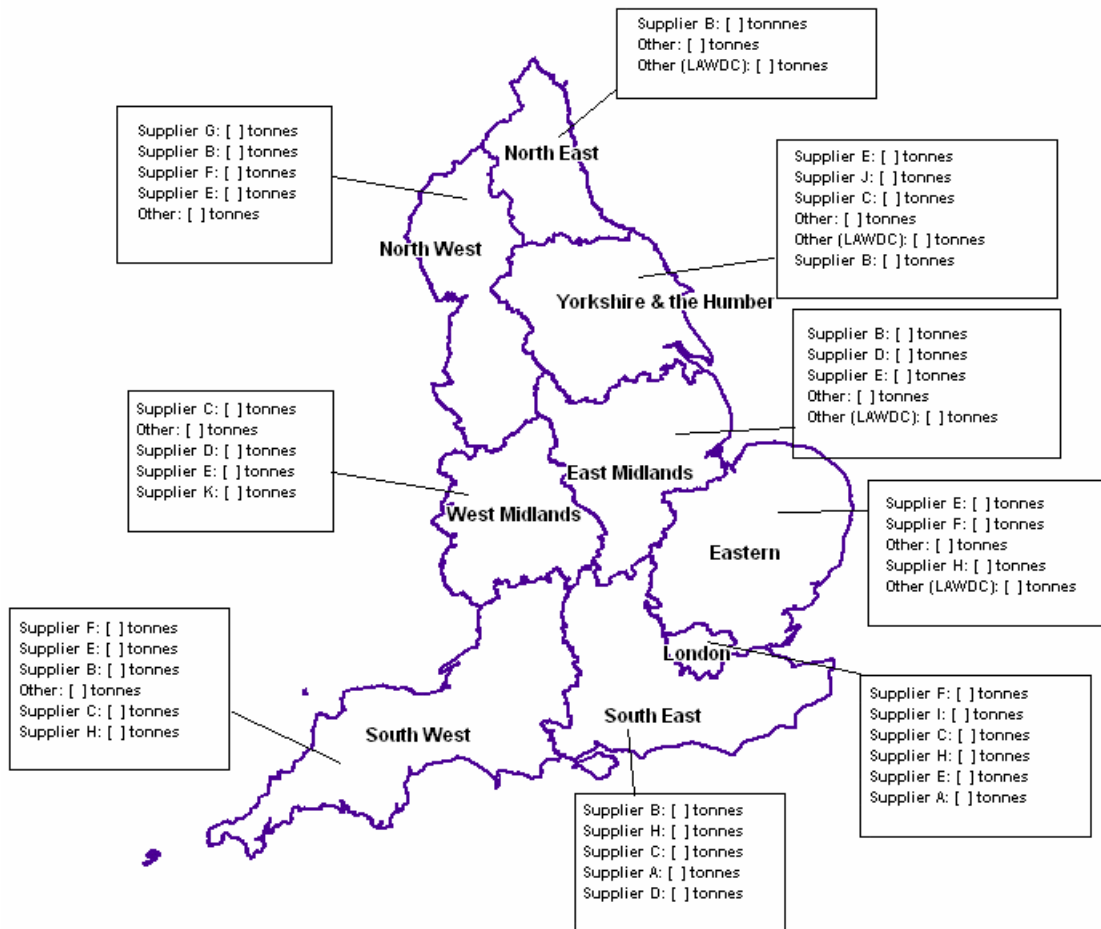 Supplier B: [ ] tonnnes
Other: [ ] tonnes
Other (LAWDC): [ ] tonnes
North East
Supplier G: [ ] tonnes
Supplier B: [ ] tonnes
Supplier F: [ ] tonnes
Supplier E: [ ] tonnes
Other: [ ] tonnes
North West
Supplier E: [ ] tonnes
Supplier J: [ ] tonnes
Supplier C: [ ] tonnes
Other: [ ] tonnes
Other (LAWDC): [ ] tonnes
Supplier B: [ ] tonnes
Yorkshire & the Humber
Supplier B: [ ] tonnes
Supplier D: [ ] tonnes
Supplier E: [ ] tonnes
Other: [ ] tonnes
Other (LAWDC): [ ] tonnes
East Midlands
Supplier C: [ ] tonnes
Other: [ ] tonnes
Supplier D: [ ] tonnes
Supplier E: [ ] tonnes
Supplier K: [ ] tonnes
West Midlands
Supplier E: [ ] tonnes
Supplier F: [ ] tonnes
Other: [ ] tonnes
Supplier H: [ ] tonnes
Other (LAWDC): [ ] tonnes
Eastern
Supplier F: [ ] tonnes
Supplier E: [ ] tonnes
Supplier B: [ ] tonnes
Other: [ ] tonnes
Supplier C: [ ] tonnes
Supplier H: [ ] tonnes
South West
London
Supplier F: [ ] tonnes
Supplier I: [ ] tonnes
Supplier C: [ ] tonnes
Supplier H: [ ] tonnes
Supplier E: [ ] tonnes
Supplier A: [ ] tonnes
South East
Supplier B: [ ] tonnes
Supplier H: [ ] tonnes
Supplier C: [ ] tonnes
Supplier A: [ ] tonnes
Supplier D: [ ] tonnes